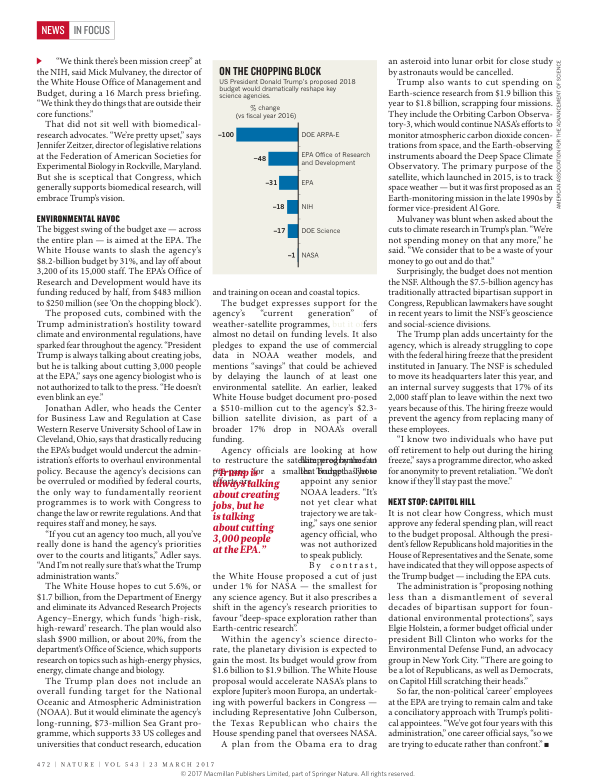 NEWS IN FOCUS
“We think there’s been mission creep” at
the NIH, said Mick Mulvaney, the director of
the White House Office of Management and
Budget, during a 16 March press briefing.
“We think they do things that are outside their
core functions.”
That did not sit well with biomedical-
research advocates. “We’re pretty upset,” says
Jennifer Zeitzer, director of legislative relations
at the Federation of American Societies for
Experimental Biology in Rockville, Maryland.
But she is sceptical that Congress, which
generally supports biomedical research, will
embrace Trump’s vision.
ENVIRONMENTAL HAVOC
The biggest swing of the budget axe — across
the entire plan — is aimed at the EPA. The
White House wants to slash the agency’s
$8.2-billion budget by 31%, and lay off about
3,200 of its 15,000 staff. The EPA’s Office of
Research and Development would have its
funding reduced by half, from $483 million
to $250 million (see ‘On the chopping block’).
The proposed cuts, combined with the
Trump administration’s hostility toward
climate and environmental regulations, have
sparked fear throughout the agency. “President
Trump is always talking about creating jobs,
but he is talking about cutting 3,000 people
at the EPA,” says one agency biologist who is
not authorized to talk to the press. “He doesn’t
even blink an eye.”
Jonathan Adler, who heads the Center
for Business Law and Regulation at Case
Western Reserve University School of Law in
Cleveland, Ohio, says that drastically reducing
the EPA’s budget would undercut the admin-
istration’s efforts to overhaul environmental
policy. Because the agency’s decisions can
be overruled or modified by federal courts,
the only way to fundamentally reorient
programmes is to work with Congress to
change the law or rewrite regulations. And that
requires staff and money, he says.
“If you cut an agency too much, all you’ve
really done is hand the agency’s priorities
over to the courts and litigants,” Adler says.
“And I’m not really sure that’s what the Trump
administration wants.”
The White House hopes to cut 5.6%, or
$1.7 billion, from the Department of Energy
and eliminate its Advanced Research Projects
Agency–Energy, which funds ‘high-risk,
high-reward’ research. The plan would also
slash $900 million, or about 20%, from the
department’s Office of Science, which supports
research on topics such as high-energy physics,
energy, climate change and biology.
The Trump plan does not include an
overall funding target for the National
Oceanic and Atmospheric Administration
(NOAA). But it would eliminate the agency’s
long-running, $73-million Sea Grant pro-
gramme, which supports 33 US colleges and
universities that conduct research, education
ON THE CHOPPING BLOCK
US President Donald Trump’s proposed 2018
budget would dramatically reshape key
science agencies.
% change
(vs fiscal year 2016)
–100 DOE ARPA-E
–48 EPA Office of Research
and Development
–31 EPA
–18 NIH
–17 DOE Science
–1 NASA
AMERICAN ASSOCIATION FOR THE ADVANCEMENT OF SCIENCE
and training on ocean and coastal topics.
The budget expresses support for the
agency’s “current generation” of
weather-satellite programmes, fers
almost no detail on funding levels. It also
pledges to expand the use of commercial
data in NOAA weather models, and
mentions “savings” that could be achieved
by delaying the launch of at least one
environmental satellite. An earlier, leaked
White House budget document pro-posed
a $510-million cut to the agency’s $2.3-
billion satellite division, as part of a
broader 17% drop in NOAA’s overall
funding.
Agency officials are looking at how
to restructure the satellite programme to
for a smaller budget. Those
“Trump is
always talking
about creating
jobs, but he
is talking
about cutting
3,000 people
at the EPA.”
appoint any senior
NOAA leaders. “It’s
not yet clear what
trajectory we are tak-
ing,” says one senior
agency official, who
was not authorized
to speak publicly.
By contrast,
the White House proposed a cut of just
under 1% for NASA — the smallest for
any science agency. But it also prescribes a
shift in the agency’s research priorities to
favour “deep-space exploration rather than
Earth-centric research”.
Within the agency’s science directo-
rate, the planetary division is expected to
gain the most. Its budget would grow from
$1.6 billion to $1.9 billion. The White House
proposal would accelerate NASA’s plans to
explore Jupiter’s moon Europa, an undertak-
ing with powerful backers in Congress —
including Representative John Culberson,
the Texas Republican who chairs the
House spending panel that oversees NASA.
A plan from the Obama era to drag
an asteroid into lunar orbit for close study
by astronauts would be cancelled.
Trump also wants to cut spending on
Earth-science research from $1.9 billion this
year to $1.8 billion, scrapping four missions.
They include the Orbiting Carbon Observa-
tory-3, which would continue NASA’s efforts to
monitor atmospheric carbon dioxide concen-
trations from space, and the Earth-observing
instruments aboard the Deep Space Climate
Observatory. The primary purpose of the
satellite, which launched in 2015, is to track
space weather — but it was first proposed as an
Earth-monitoring mission in the late 1990s by
former vice-president Al Gore.
Mulvaney was blunt when asked about the
cuts to climate research in Trump’s plan. “We’re
not spending money on that any more,” he
said. “We consider that to be a waste of your
money to go out and do that.”
Surprisingly, the budget does not mention
the NSF. Although the $7.5-billion agency has
traditionally attracted bipartisan support in
Congress, Republican lawmakers have sought
in recent years to limit the NSF’s geoscience
and social-science divisions.
The Trump plan adds uncertainty for the
agency, which is already struggling to cope
with the federal hiring freeze that the president
instituted in January. The NSF is scheduled
to move its headquarters later this year, and
an internal survey suggests that 17% of its
2,000 staff plan to leave within the next two
years because of this. The hiring freeze would
prevent the agency from replacing many of
these employees.
“I know two individuals who have put
off retirement to help out during the hiring
freeze,” says a programme director, who asked
for anonymity to prevent retaliation. “We don’t
know if they’ll stay past the move.”
NEXT STOP: CAPITOL HILL
It is not clear how Congress, which must
approve any federal spending plan, will react
to the budget proposal. Although the presi-
dent’s fellow Republicans hold majorities in the
House of Representatives and the Senate, some
have indicated that they will oppose aspects of
the Trump budget — including the EPA cuts.
The administration is “proposing nothing
less than a dismantlement of several
decades of bipartisan support for foun-
dational environmental protections”, says
Elgie Holstein, a former budget official under
president Bill Clinton who works for the
Environmental Defense Fund, an advocacy
group in New York City. “There are going to
be a lot of Republicans, as well as Democrats,
on Capitol Hill scratching their heads.”
So far, the non-political ‘career’ employees
at the EPA are trying to remain calm and take
a conciliatory approach with Trump’s politi-
cal appointees. “We’ve got four years with this
administration,” one career official says, “so we
are trying to educate rather than confront.” ■
472 | NATURE | VOL 543 | 23 MARCH 2017
© 2017 Macmillan Publishers Limited, part of Springer Nature. All rights reserved.